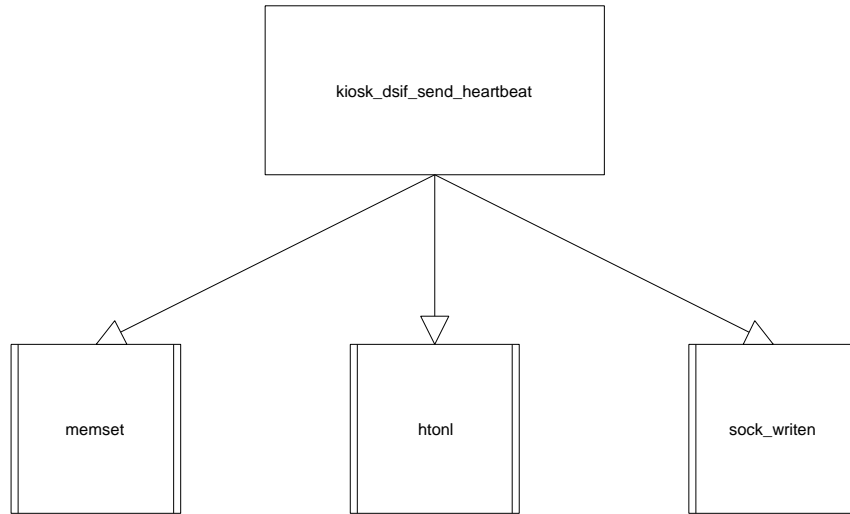 kiosk_dsif_send_heartbeat
memset
htonl
sock_writen